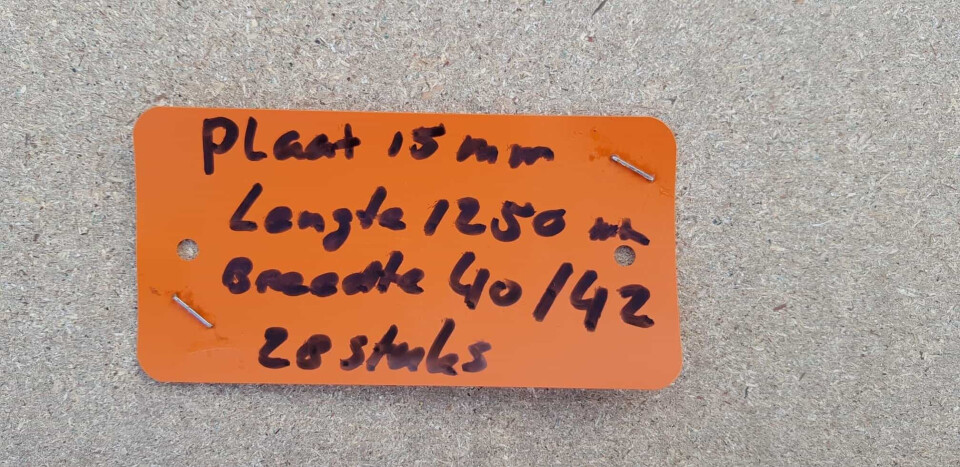 Plaat 15 mm
Lengte 1250 mm
Breedte 40/42
28 stuks